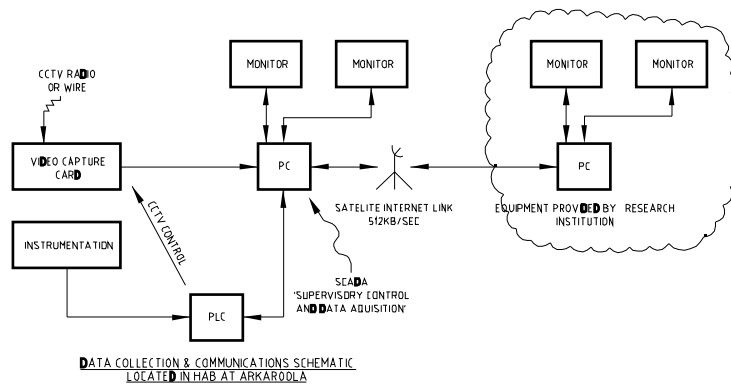 MONITOR
MONITOR
MONITOR
MONITOR
CCTV RADIO
OR WIRE
VIDEO CAPTURE
CARD
PC
PC
SATELITE INTERNET LINK
512KB/SEC
EQUIPMENT PROVIDED BY RESEARCH
INSTITUTION
INSTRUMENTATION
CCTV CONTROL
SCADA
'SUPERVISORY CONTROL
AND DATA AQUISITION'
PLC
DATA COLLECTION & COMMUNICATIONS SCHEMATIC
LOCATED IN HAB AT ARKAROOLA